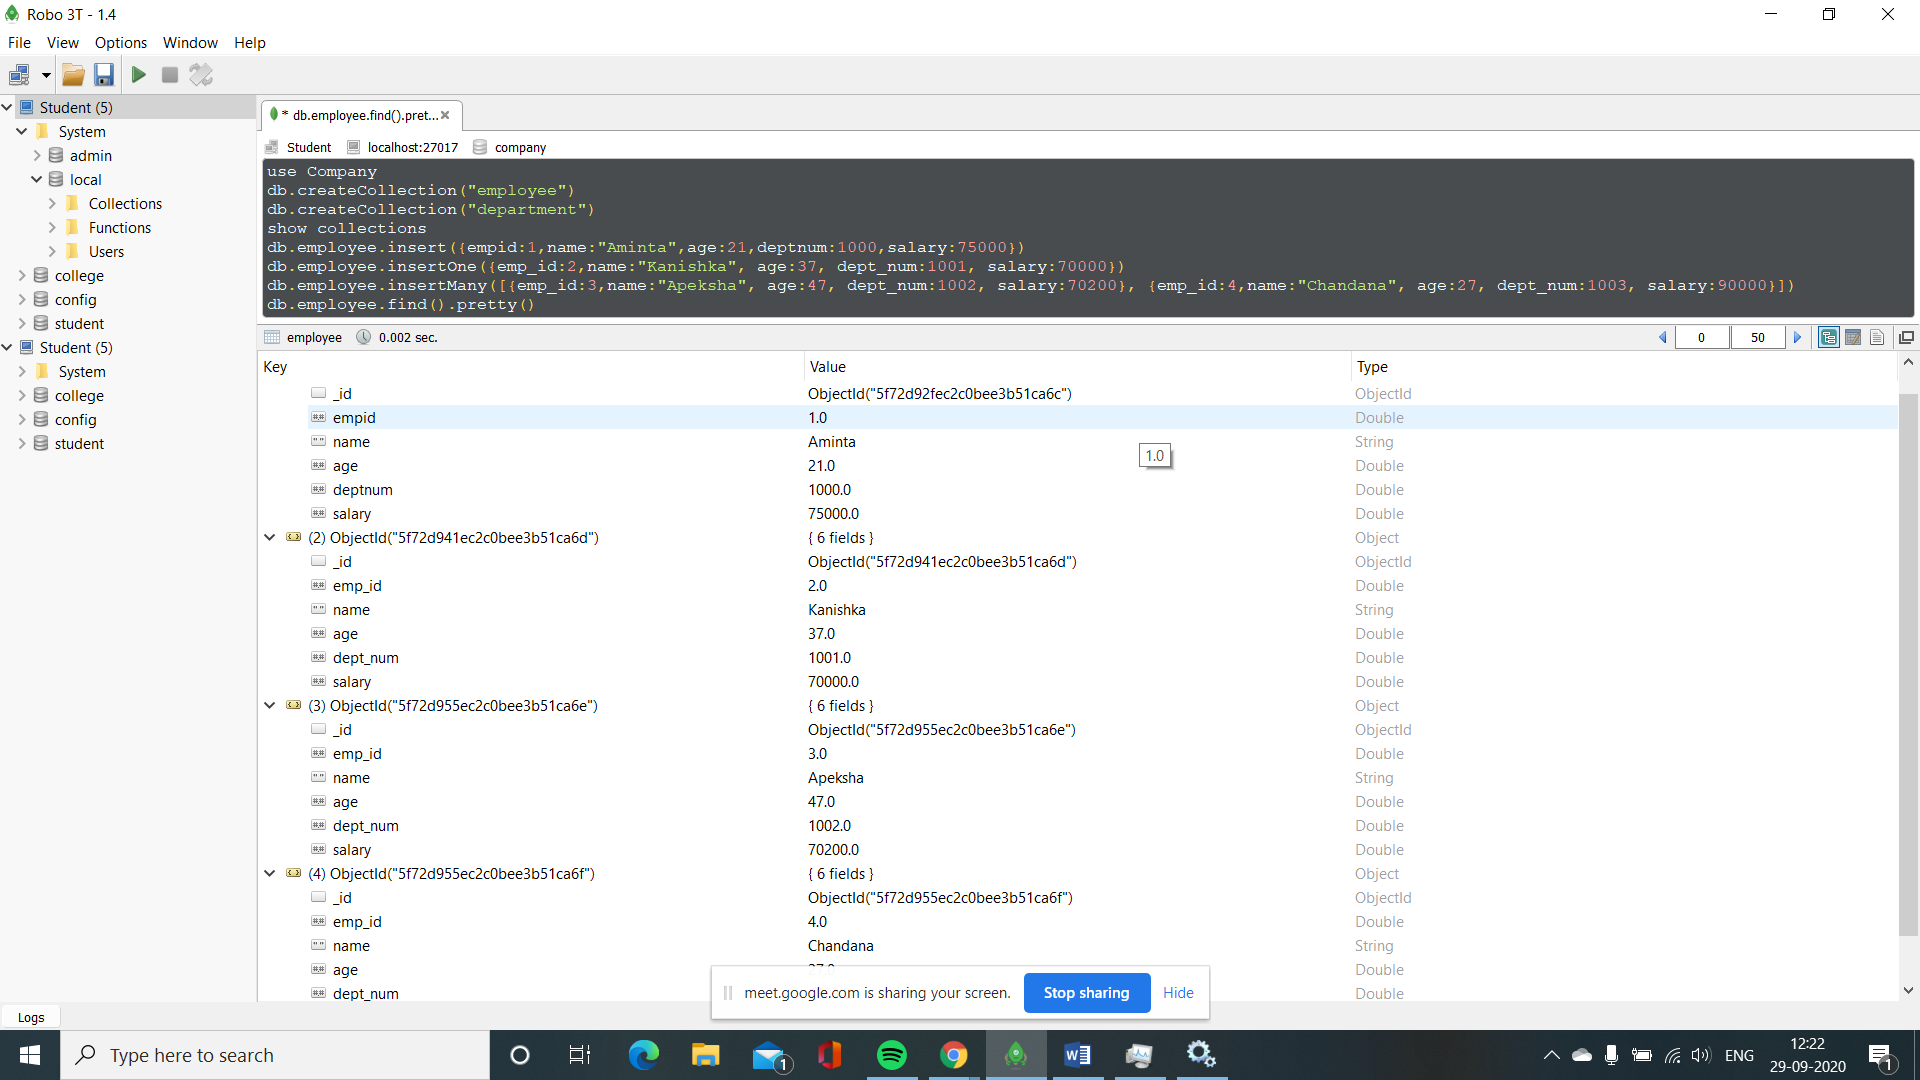 Robo 3T - 1.4
File View Options Window Help
Student (5)
System
admin
local
Collections
Functions
Users
college
config
student
Student (5)
System
college
config
student
* db.employee.find().pret...
Student localhost:27017 company
use Company
db.createCollection("employee")
db.createCollection("department")
show collections
db.employee.insert({empid:1,name:"Aminta",age:21,deptnum:1000,salary:75000})
db.employee.insertOne({emp_id:2,name:"Kanishka", age:37, dept_num:1001, salary:70000})
db.employee.insertMany([{emp_id:3,name:"Apeksha", age:47, dept_num:1002, salary:70200}, {emp_id:4,name:"Chandana", age:27, dept_num:1003, salary:90000}])
db.employee.find().pretty()
employee 0.002 sec. 0 50
Key Value Type
_id ObjectId("5f72d92fec2c0bee3b51ca6c") ObjectId
empid 1.0 Double
name Aminta String
1.0
age 21.0 Double
deptnum 1000.0 Double
salary 75000.0 Double
(2) ObjectId("5f72d941ec2c0bee3b51ca6d") { 6 fields } Object
_id ObjectId("5f72d941ec2c0bee3b51ca6d") ObjectId
emp_id 2.0 Double
name Kanishka String
age 37.0 Double
dept_num 1001.0 Double
salary 70000.0 Double
(3) ObjectId("5f72d955ec2c0bee3b51ca6e") { 6 fields } Object
_id ObjectId("5f72d955ec2c0bee3b51ca6e") ObjectId
emp_id 3.0 Double
name Apeksha String
age 47.0 Double
dept_num 1002.0 Double
salary 70200.0 Double
(4) ObjectId("5f72d955ec2c0bee3b51ca6f") { 6 fields } Object
_id ObjectId("5f72d955ec2c0bee3b51ca6f") ObjectId
emp_id 4.0 Double
name Chandana String
age Double
dept_num Double
meet.google.com is sharing your screen. Stop sharing Hide
Logs
Type here to search
1
ENG
12:22
29-09-2020
1